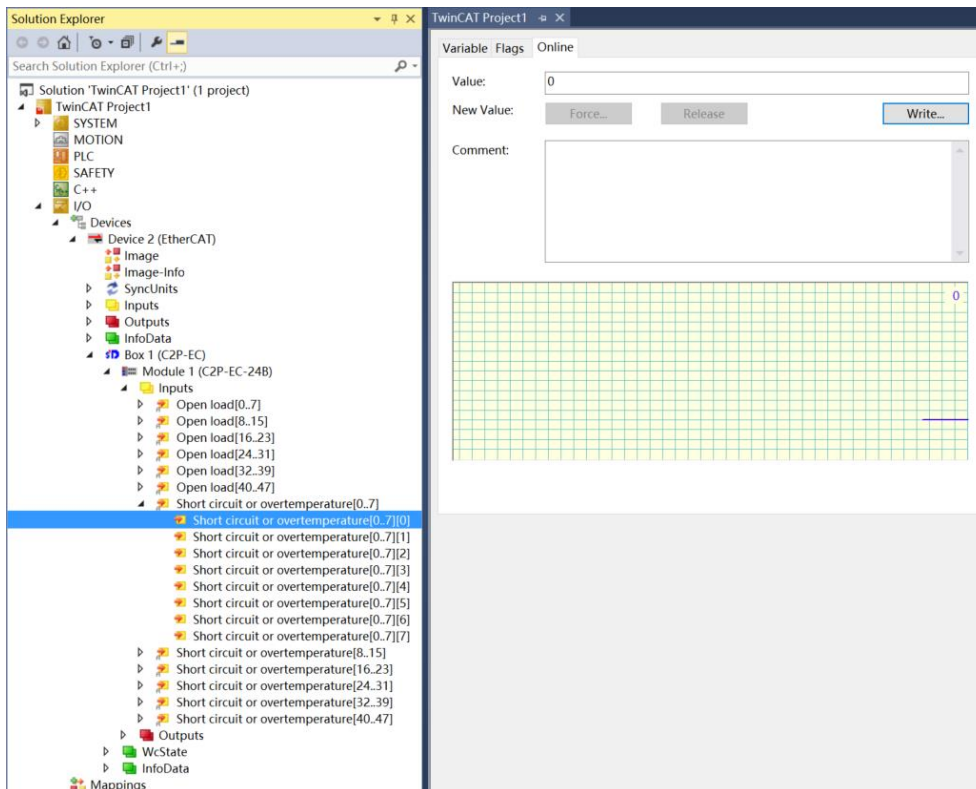 Solution Explorer
Search Solution Explorer (Ctrl+;)
Solution 'TwinCAT Project1' (1 project)
TwinCAT Project1
SYSTEM
MOTION
PLC
SAFETY
C++
I/O
Devices
Device 2 (EtherCAT)
Image
Image-Info
SyncUnits
Inputs
Outputs
InfoData
Box 1 (C2P-EC)
Module 1 (C2P-EC-24B)
Inputs
Open load[0..7]
Open load[8..15]
Open load[16..23]
Open load[24..31]
Open load[32..39]
Open load[40..47]
Short circuit or overtemperature[0..7]
Short circuit or overtemperature[0..7][0]
Short circuit or overtemperature[0..7][1]
Short circuit or overtemperature[0..7][2]
Short circuit or overtemperature[0..7][3]
Short circuit or overtemperature[0..7][4]
Short circuit or overtemperature[0..7][5]
Short circuit or overtemperature[0..7][6]
Short circuit or overtemperature[0..7][7]
Short circuit or overtemperature[8..15]
Short circuit or overtemperature[16..23]
Short circuit or overtemperature[24..31]
Short circuit or overtemperature[32..39]
Short circuit or overtemperature[40..47]
Outputs
WcState
InfoData
Mappings
TwinCAT Project1
Variable Flags Online
Value: 0
New Value: Force... Release Write...
Comment:
0